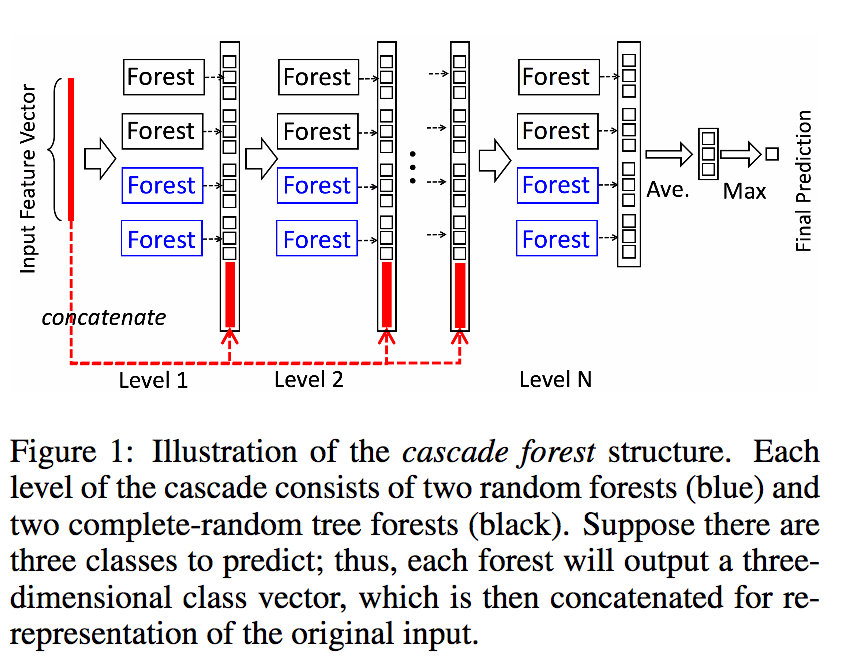 Input Feature Vector
Forest
Forest
Forest
Forest
concatenate
Level 1
Forest
Forest
Forest
Forest
Level 2
Forest
Forest
Forest
Forest
Level N
Ave.
Max
Final Prediction
Figure 1: Illustration of the cascade forest structure. Each
level of the cascade consists of two random forests (blue) and
two complete-random tree forests (black). Suppose there are
three classes to predict; thus, each forest will output a three-
dimensional class vector, which is then concatenated for re-
representation of the original input.